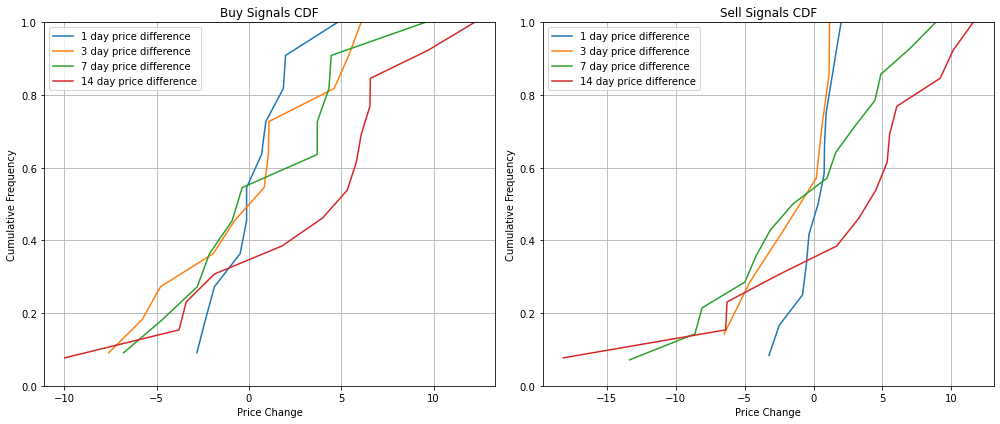 Buy Signals CDF
1 day price difference
3 day price difference
7 day price difference
14 day price difference
Cumulative Frequency
1.0
0.8
0.6
0.4
0.2
0.0
−10
−5
0
5
10
Price Change
Sell Signals CDF
1 day price difference
3 day price difference
7 day price difference
14 day price difference
Cumulative Frequency
1.0
0.8
0.6
0.4
0.2
0.0
−15
−10
−5
0
5
10
Price Change